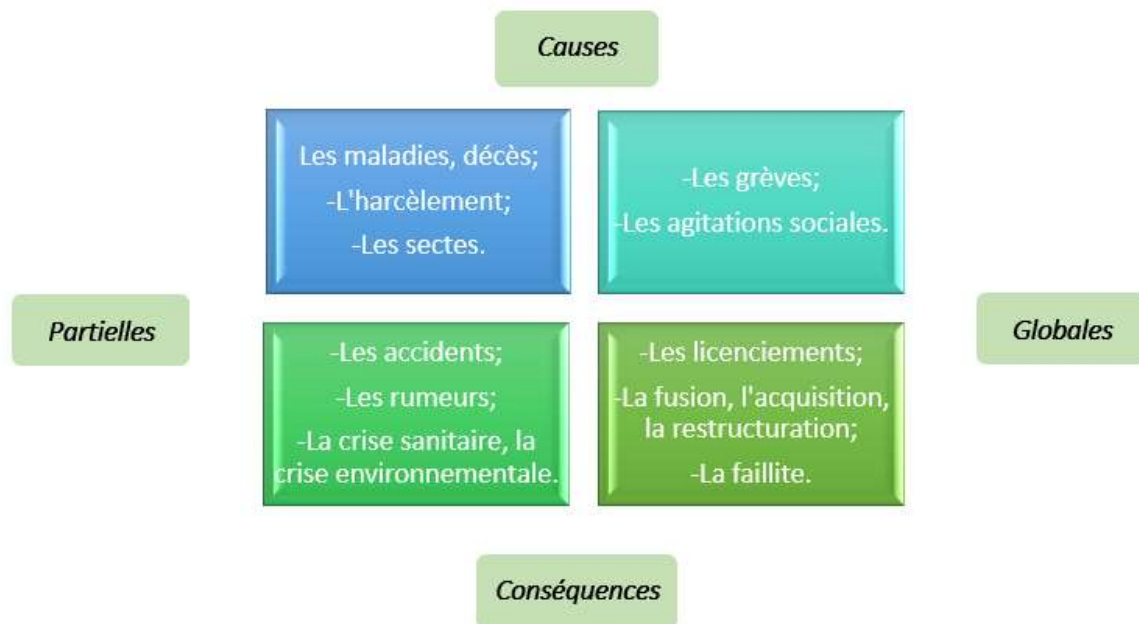 Causes
Les maladies, décès;
-L'harcèlement;
-Les sectes.
-Les grèves;
-Les agitations sociales.
Partielles
Globales
-Les accidents;
-Les rumeurs;
-La crise sanitaire, la
crise environnementale.
-Les licenciements;
-La fusion, l'acquisition,
la restructuration;
-La faillite.
Conséquences